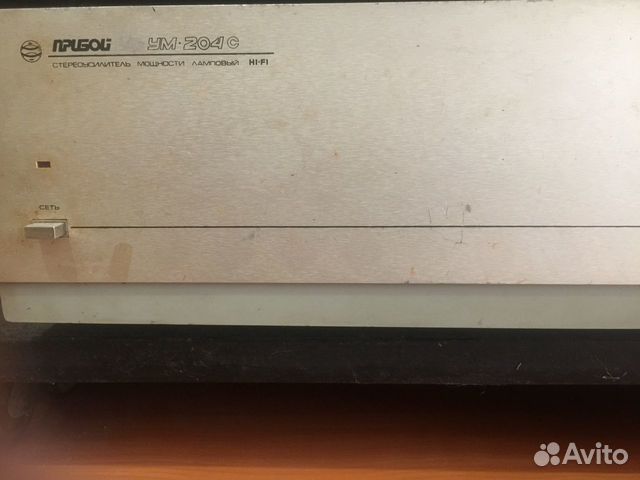 ПРИБОЙ УМ-204С
СТЕРЕОУСИЛИТЕЛЬ МОЩНОСТИ ЛАМПОВЫЙ HI-FI
СЕТЬ
Avito